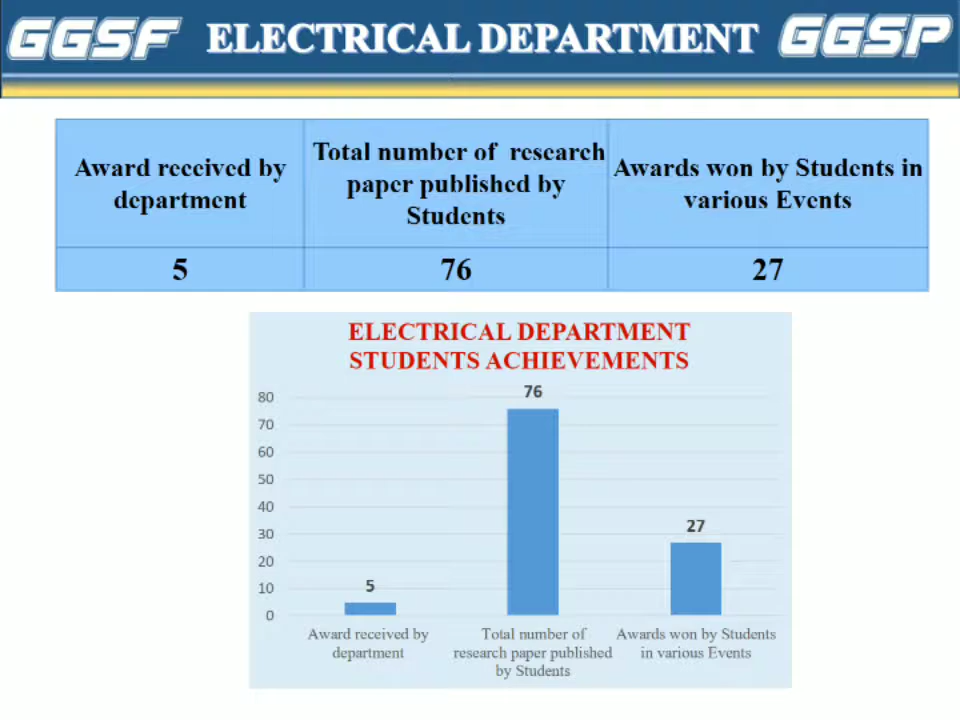 GGSF ELECTRICAL DEPARTMENT GGSP
Award received by
department
Total number of research
paper published by
Students
Awards won by Students in
various Events
5 76 27
ELECTRICAL DEPARTMENT
STUDENTS ACHIEVEMENTS
80
70
60
50
40
30
20
10
0
5
76
27
Award received by
department
Total number of
research paper published
by Students
Awards won by Students
in various Events